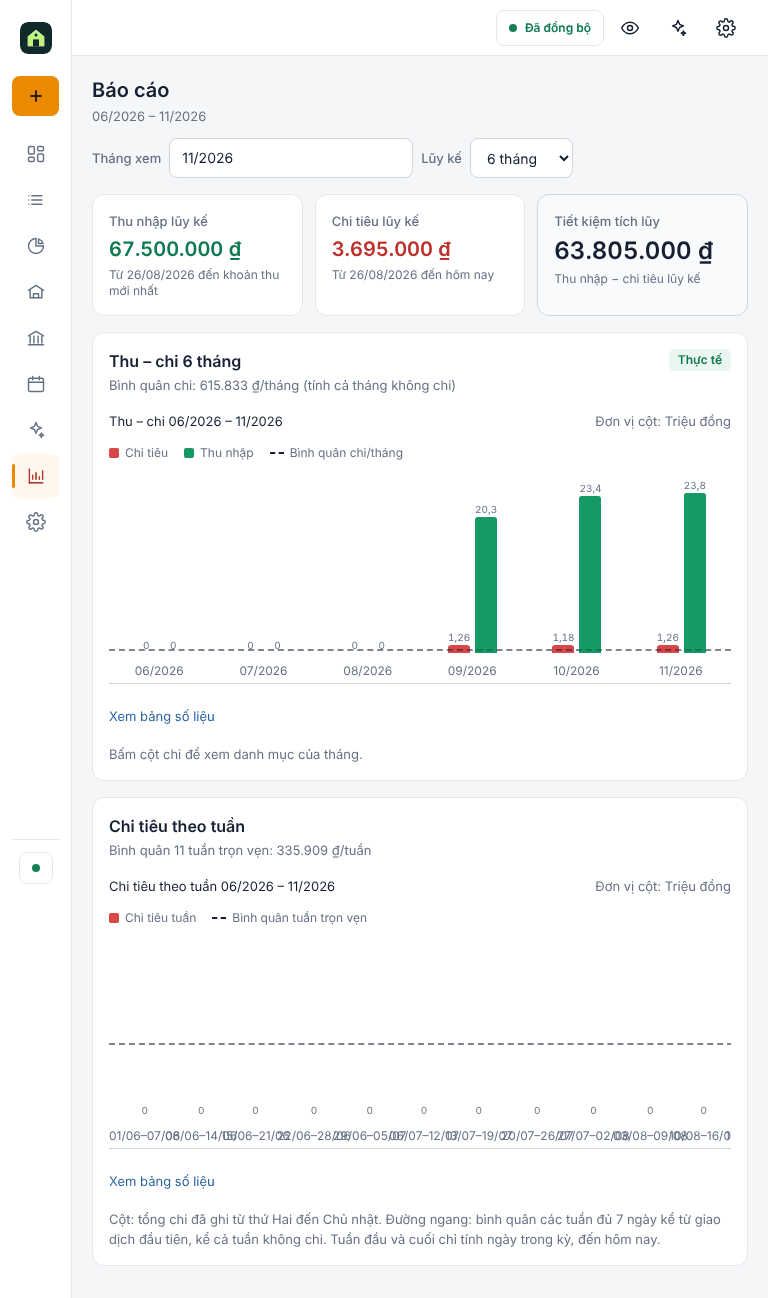 Đã đồng bộ
Báo cáo
06/2026 – 11/2026
Tháng xem
11/2026
Lũy kế
6 tháng
Thu nhập lũy kế
67.500.000 ₫
Từ 26/08/2026 đến khoản thu
mới nhất
Chi tiêu lũy kế
3.695.000 ₫
Từ 26/08/2026 đến hôm nay
Tiết kiệm tích lũy
63.805.000 ₫
Thu nhập − chi tiêu lũy kế
Thu – chi 6 tháng
Thực tế
Bình quân chi: 615.833 ₫/tháng (tính cả tháng không chi)
Thu – chi 06/2026 – 11/2026
Đơn vị cột: Triệu đồng
Chi tiêu
Thu nhập
Bình quân chi/tháng
0 0 0 0 0 0 1,26 20,3 1,18 23,4 1,26 23,8
06/2026 07/2026 08/2026 09/2026 10/2026 11/2026
Xem bảng số liệu
Bấm cột chi để xem danh mục của tháng.
Chi tiêu theo tuần
Bình quân 11 tuần trọn vẹn: 335.909 ₫/tuần
Chi tiêu theo tuần 06/2026 – 11/2026
Đơn vị cột: Triệu đồng
Chi tiêu tuần
Bình quân tuần trọn vẹn
0 0 0 0 0 0 0 0 0 0 0
Xem bảng số liệu
Cột: tổng chi đã ghi từ thứ Hai đến Chủ nhật. Đường ngang: bình quân các tuần đủ 7 ngày kể từ giao
dịch đầu tiên, kể cả tuần không chi. Tuần đầu và cuối chỉ tính ngày trong kỳ, đến hôm nay.